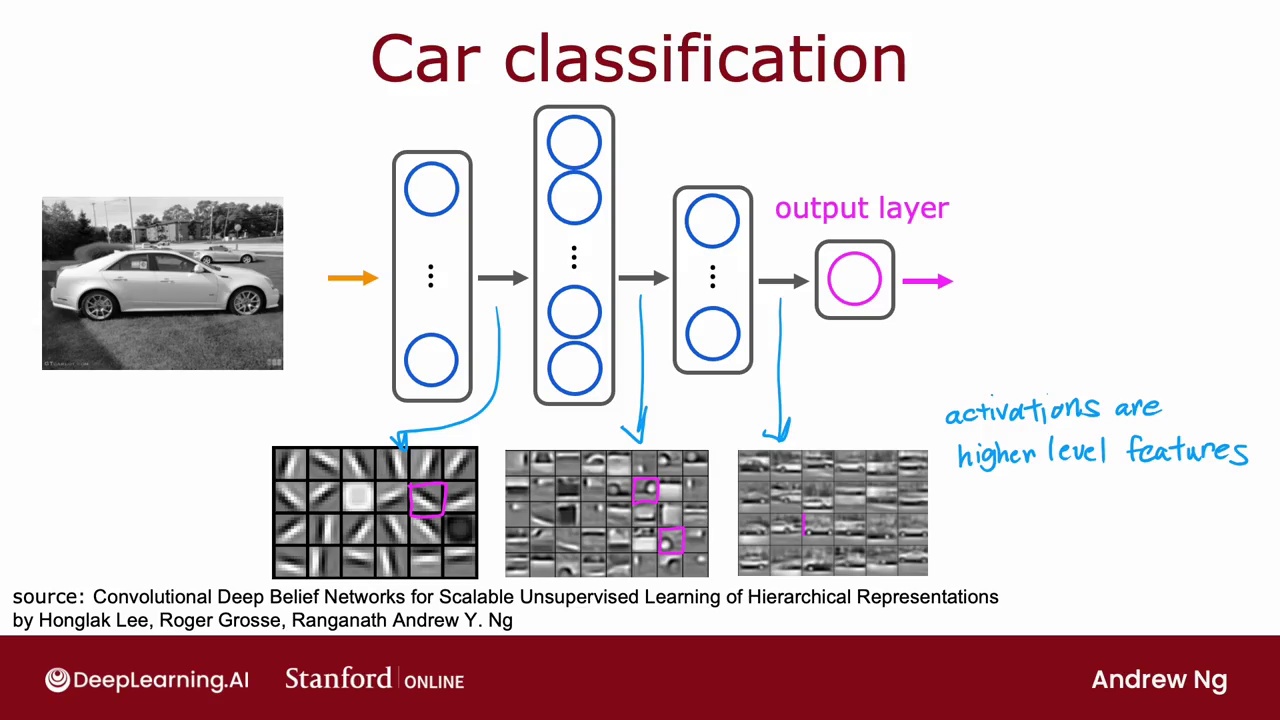 Car classification
output layer
activations are
higher level features
source: Convolutional Deep Belief Networks for Scalable Unsupervised Learning of Hierarchical Representations
by Honglak Lee, Roger Grosse, Ranganath Andrew Y. Ng
DeepLearning.AI
Stanford ONLINE
Andrew Ng